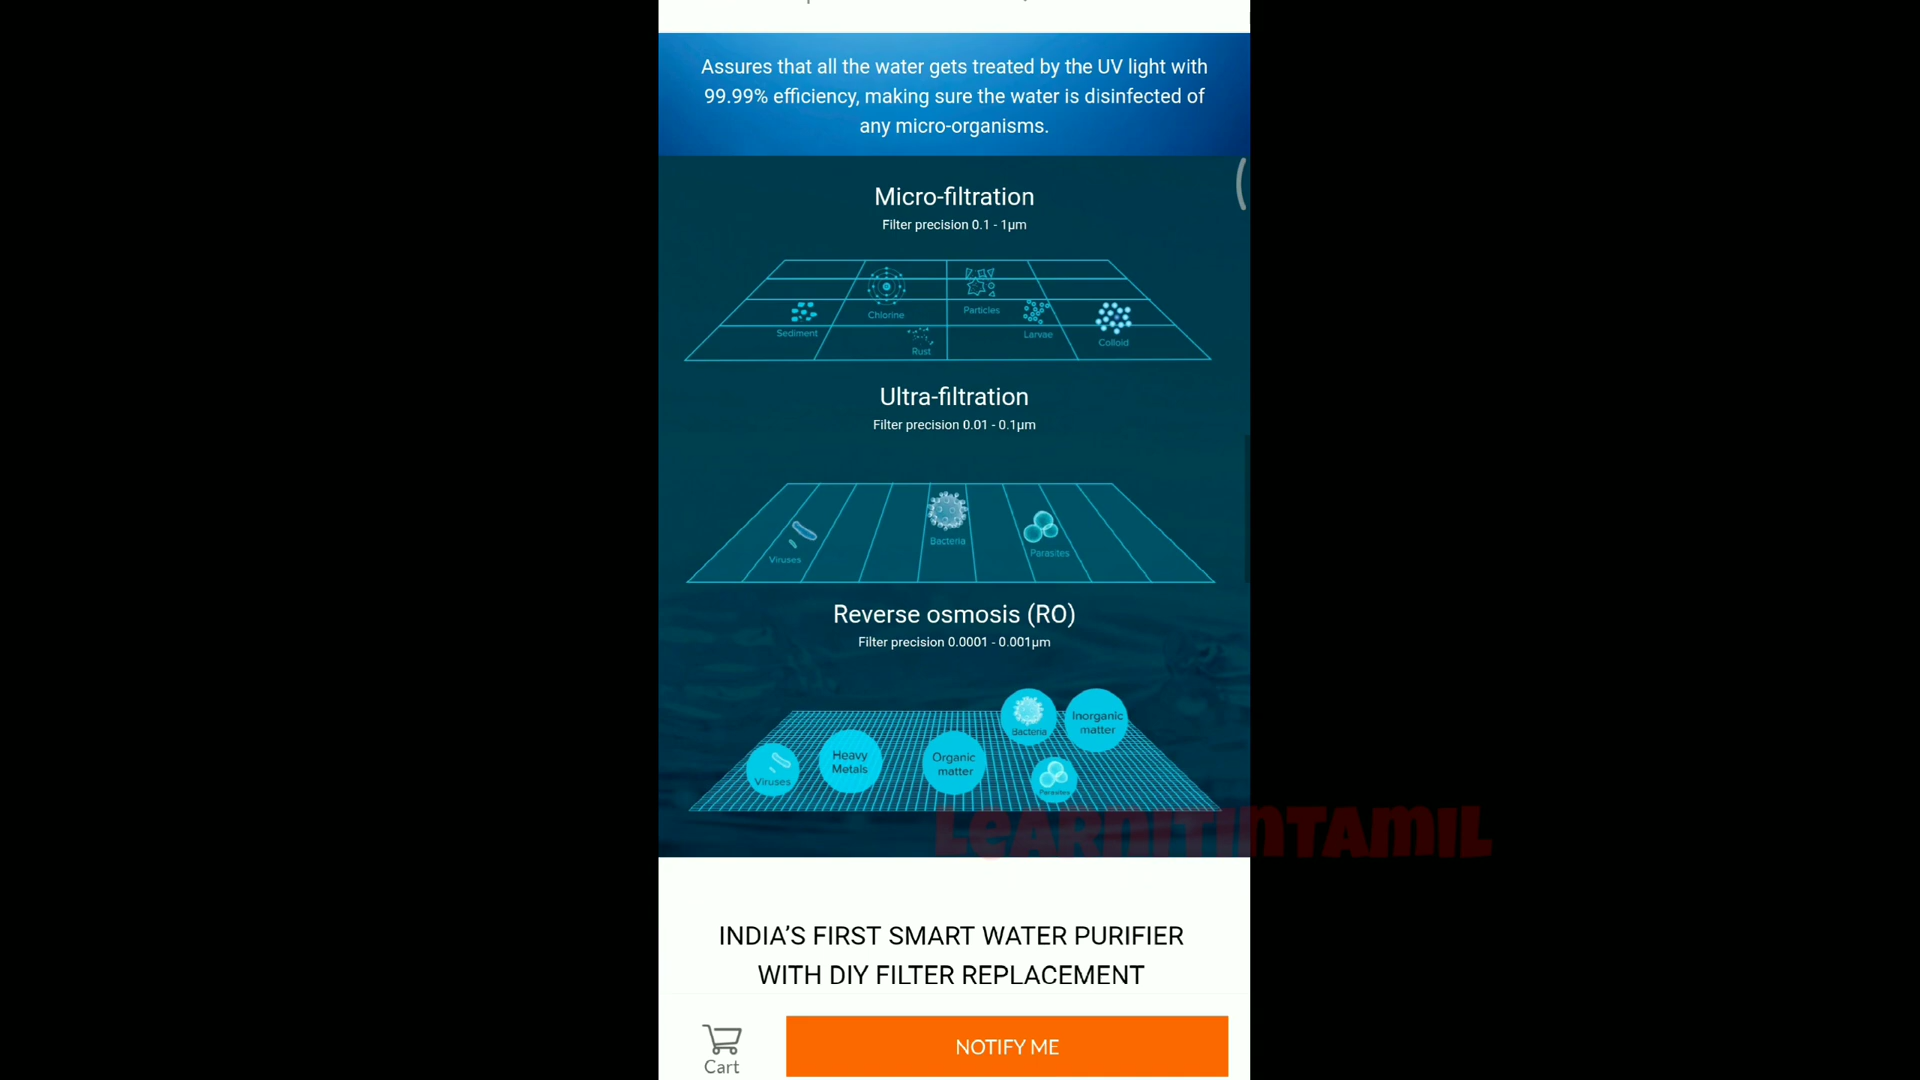 Assures that all the water gets treated by the UV light with
99.99% efficiency, making sure the water is disinfected of
any micro-organisms.
Micro-filtration
Filter precision 0.1 - 1µm
Sediment
Chlorine
Rust
Particles
Larvae
Colloid
Ultra-filtration
Filter precision 0.01 - 0.1µm
Viruses
Bacteria
Parasites
Reverse osmosis (RO)
Filter precision 0.0001 - 0.001µm
Viruses
Heavy
Metals
Organic
matter
Bacteria
Parasites
Inorganic
matter
LearnITinTamil
INDIA’S FIRST SMART WATER PURIFIER
WITH DIY FILTER REPLACEMENT
Cart
NOTIFY ME